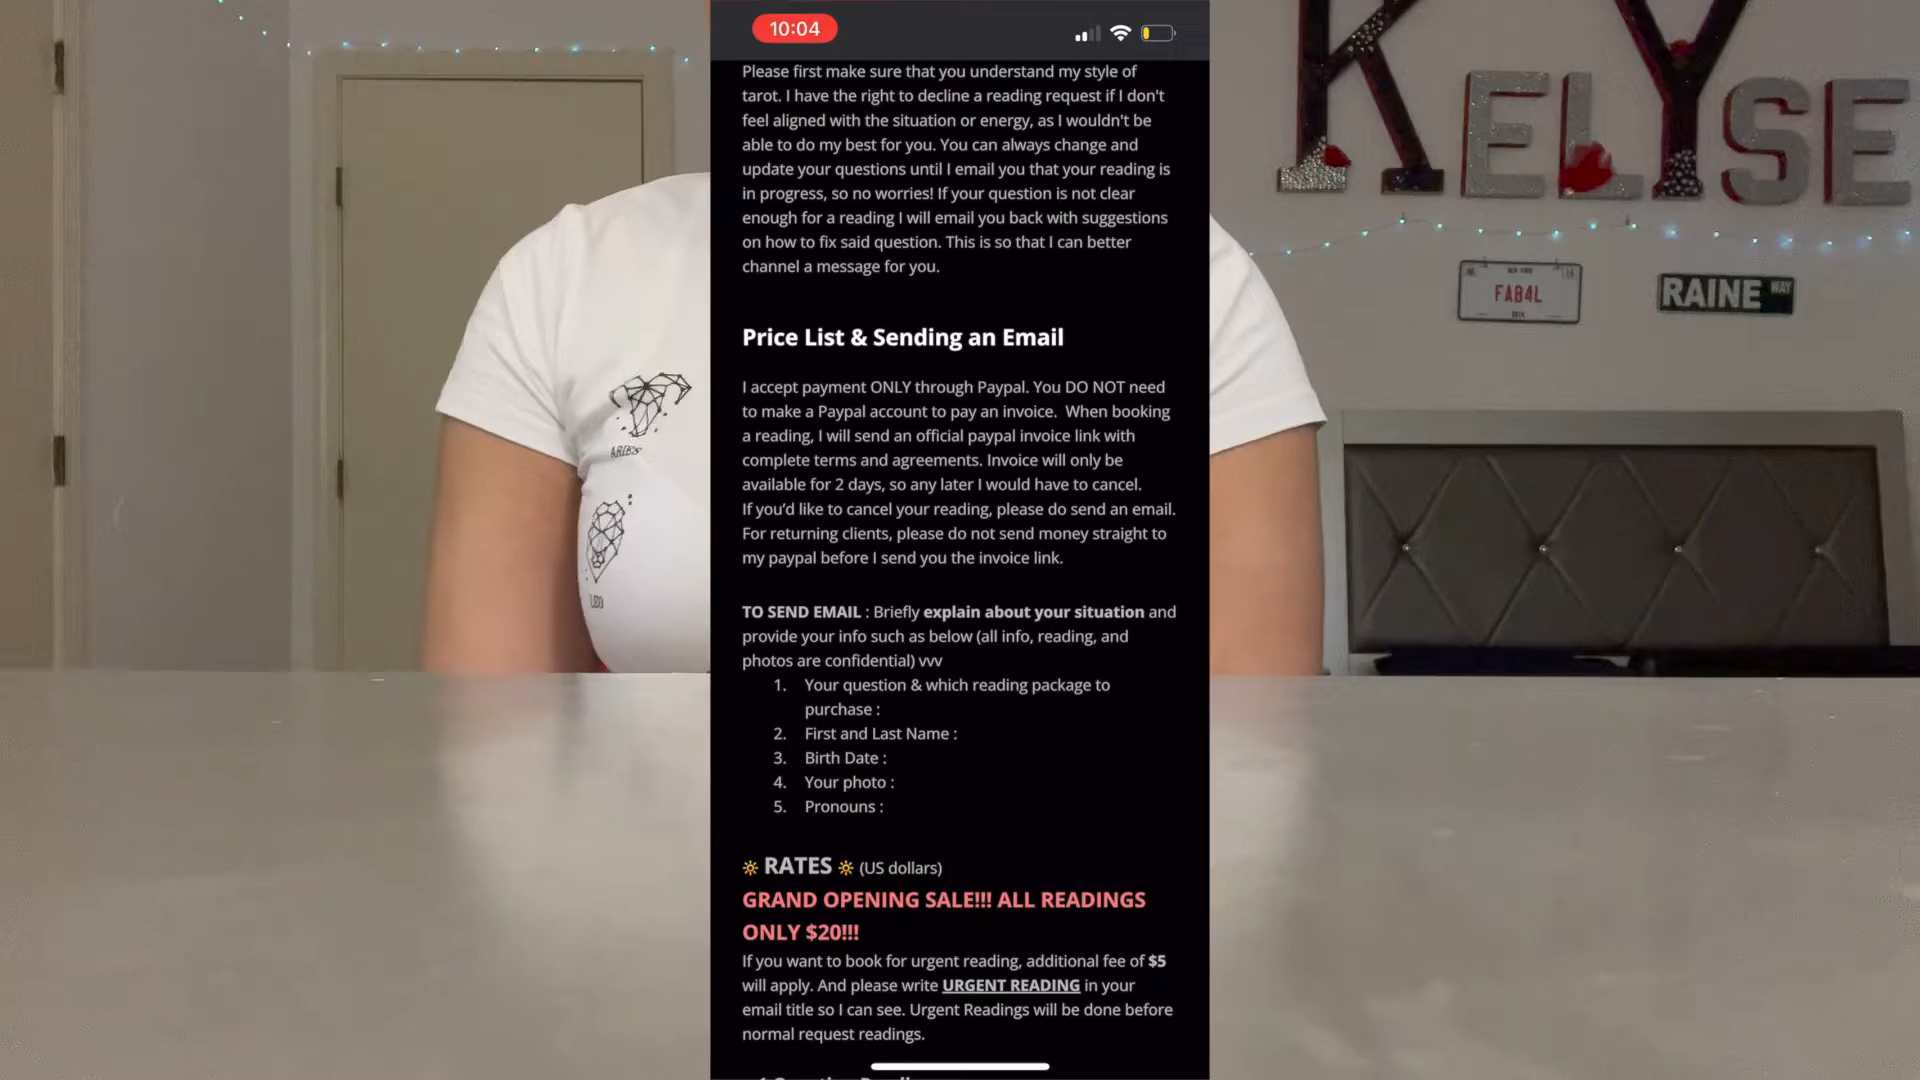 10:04
Please first make sure that you understand my style of
tarot. I have the right to decline a reading request if I don't
feel aligned with the situation or energy, as I wouldn't be
able to do my best for you. You can always change and
update your questions until I email you that your reading is
in progress, so no worries! If your question is not clear
enough for a reading I will email you back with suggestions
on how to fix said question. This is so that I can better
channel a message for you.
Price List & Sending an Email
I accept payment ONLY through Paypal. You DO NOT need
to make a Paypal account to pay an invoice.  When booking
a reading, I will send an official paypal invoice link with
complete terms and agreements. Invoice will only be
available for 2 days, so any later I would have to cancel.
If you'd like to cancel your reading, please do send an email.
For returning clients, please do not send money straight to
my paypal before I send you the invoice link.
TO SEND EMAIL : Briefly explain about your situation and
provide your info such as below (all info, reading, and
photos are confidential) vvv
1. Your question & which reading package to
purchase :
2. First and Last Name :
3. Birth Date :
4. Your photo :
5. Pronouns :
🔆 RATES 🔆 (US dollars)
GRAND OPENING SALE!!! ALL READINGS
ONLY $20!!!
If you want to book for urgent reading, additional fee of $5
will apply. And please write URGENT READING in your
email title so I can see. Urgent Readings will be done before
normal request readings.
ARIES
LEO
KELYSE
FAB4L
RAINE WAY